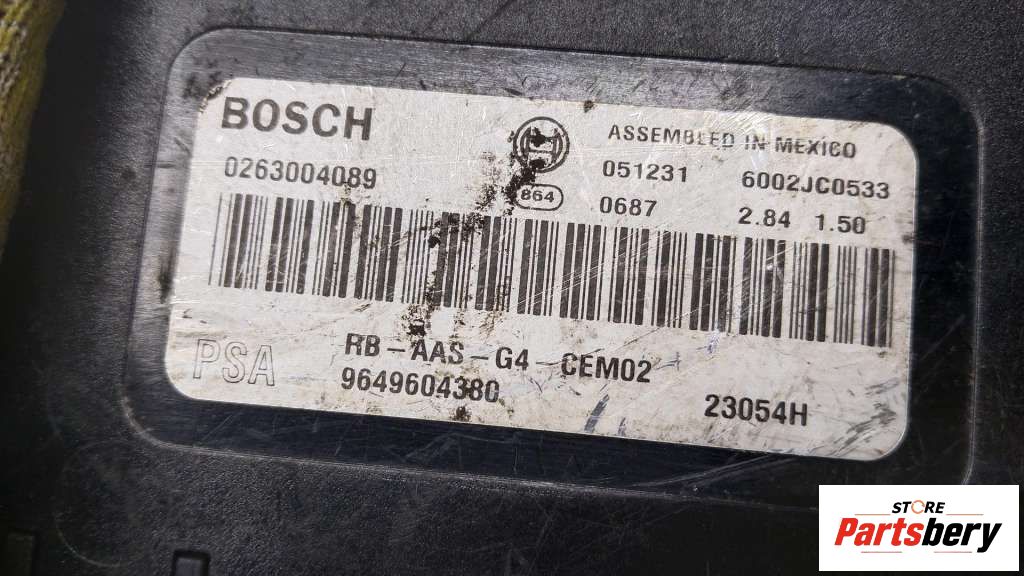 BOSCH
ASSEMBLED IN MEXICO
0263004089
051231 6002JC0533
864
0687 2.84 1.50
PSA
RB-AAS-G4-CEM02
9649604380
23054H
STORE
Partsbery